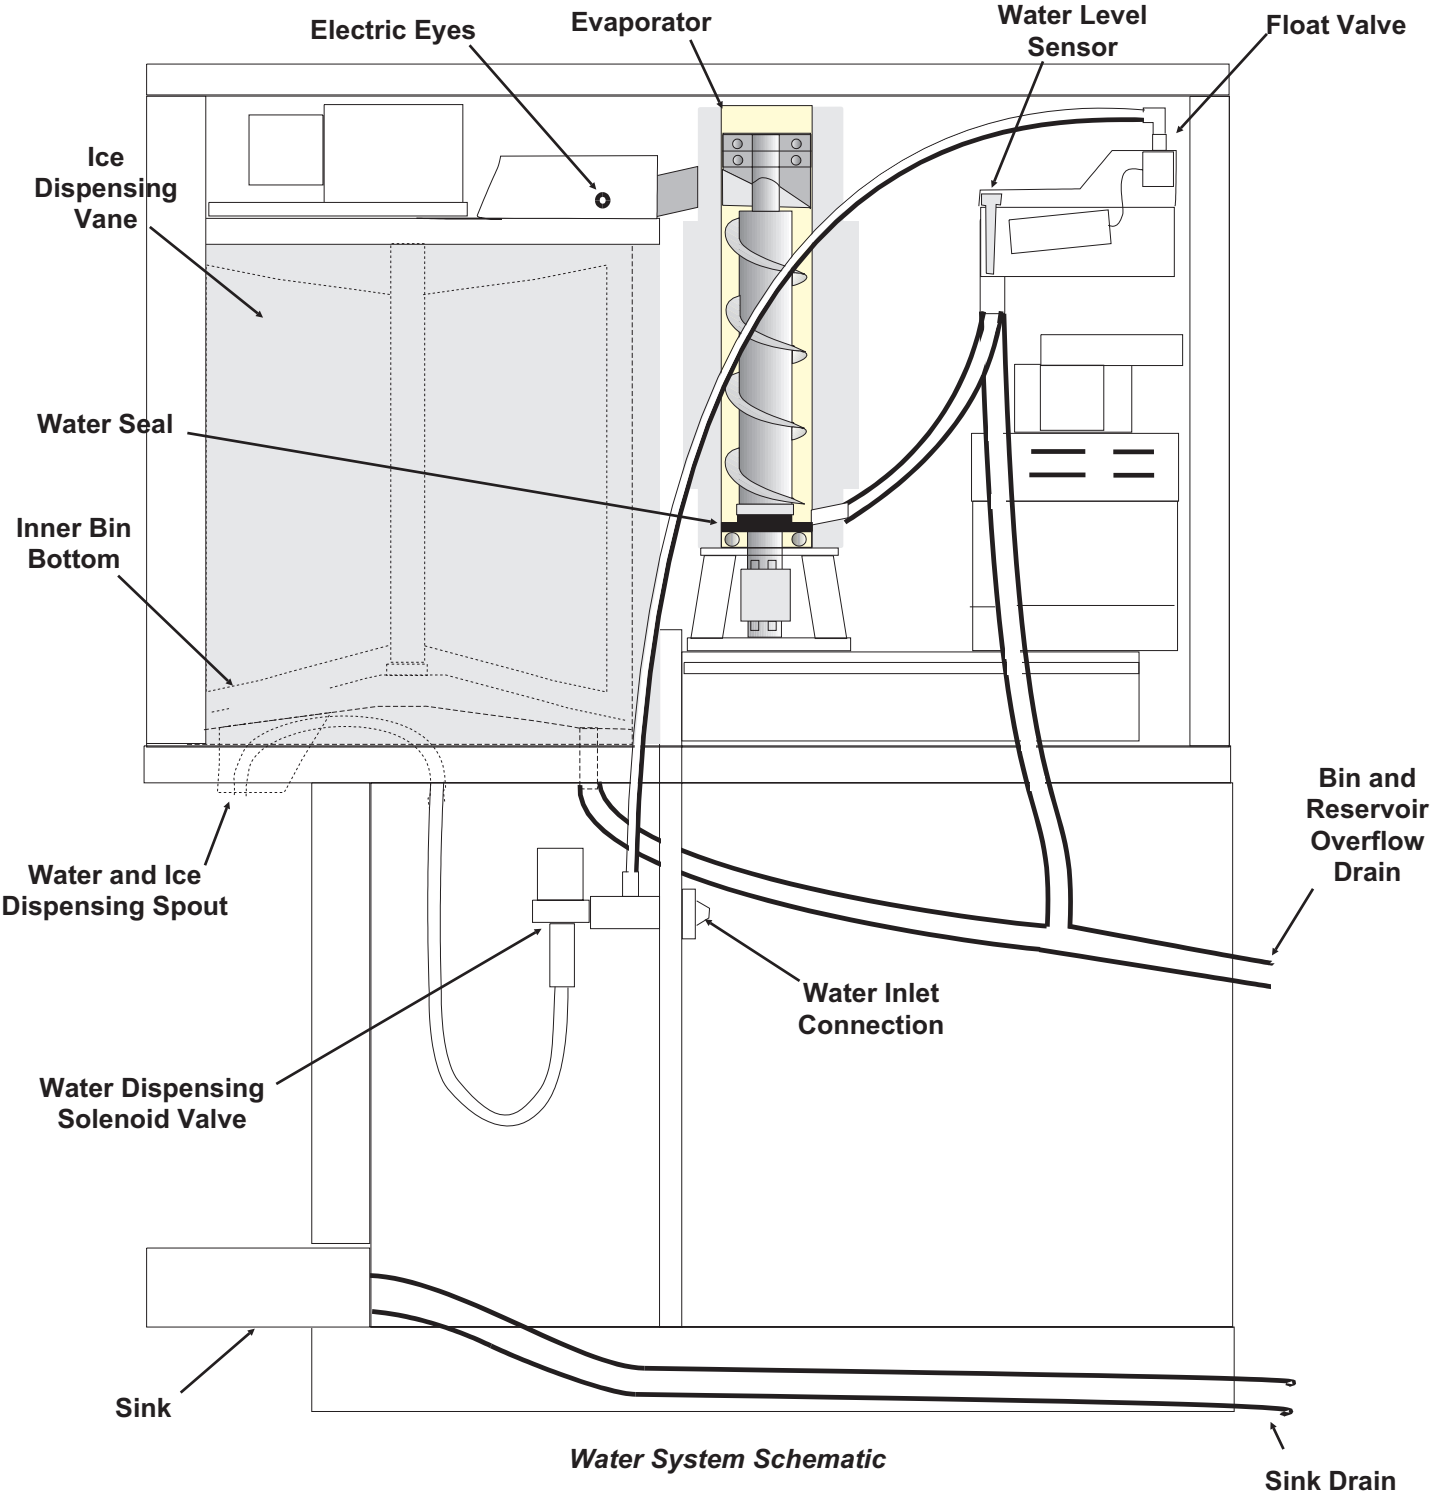 Electric Eyes
Evaporator
Water Level
Sensor
Float Valve
Ice
Dispensing
Vane
Water Seal
Inner Bin
Bottom
Bin and
Reservoir
Overflow
Drain
Water and Ice
Dispensing Spout
Water Inlet
Connection
Water Dispensing
Solenoid Valve
Sink
Water System Schematic
Sink Drain